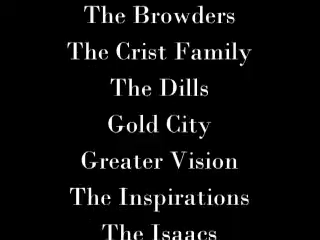 The Browders
The Crist Family
The Dills
Gold City
Greater Vision
The Inspirations
The Isaacs